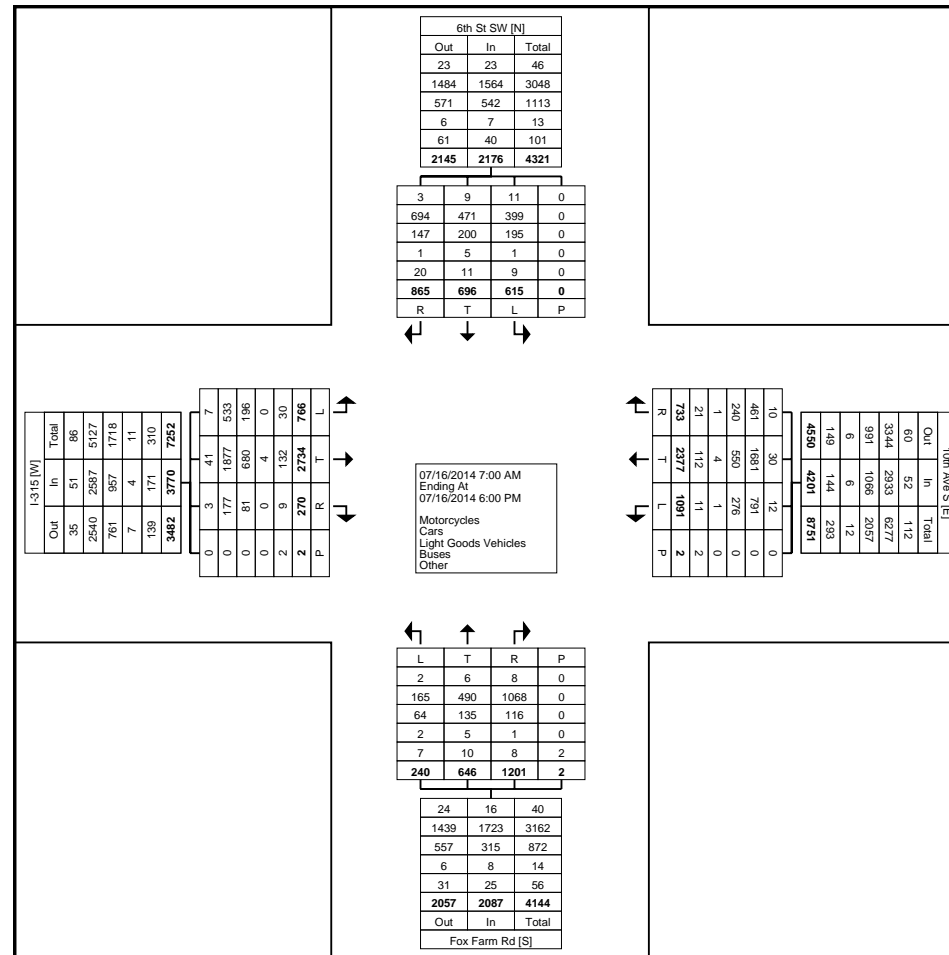 6th St SW [N]
Out In Total
23 23 46
1484 1564 3048
571 542 1113
6 7 13
61 40 101
2145 2176 4321
3 9 11 0
694 471 399 0
147 200 195 0
1 5 1 0
20 11 9 0
865 696 615 0
R T L P
I-315 [W]
Total 86 5127 1718 11 310 7252
In 51 2587 957 4 171 3770
Out 35 2540 761 7 139 3482
7 533 196 0 30 766 L
41 1877 680 4 132 2734 T
3 177 81 0 9 270 R
0 0 0 0 2 2 P
07/16/2014 7:00 AM
Ending At
07/16/2014 6:00 PM
Motorcycles
Cars
Light Goods Vehicles
Buses
Other
R 733 21 1 240 461 10
T 2377 112 4 550 1681 30
L 1091 11 1 276 791 12
P 2 2 0 0 0 0
4550 149 6 991 3344 60 Out
4201 144 6 1066 2933 52 In
8751 293 12 2057 6277 112 Total
10th Ave S [E]
L T R P
2 6 8 0
165 490 1068 0
64 135 116 0
2 5 1 0
7 10 8 2
240 646 1201 2
24 16 40
1439 1723 3162
557 315 872
6 8 14
31 25 56
2057 2087 4144
Out In Total
Fox Farm Rd [S]